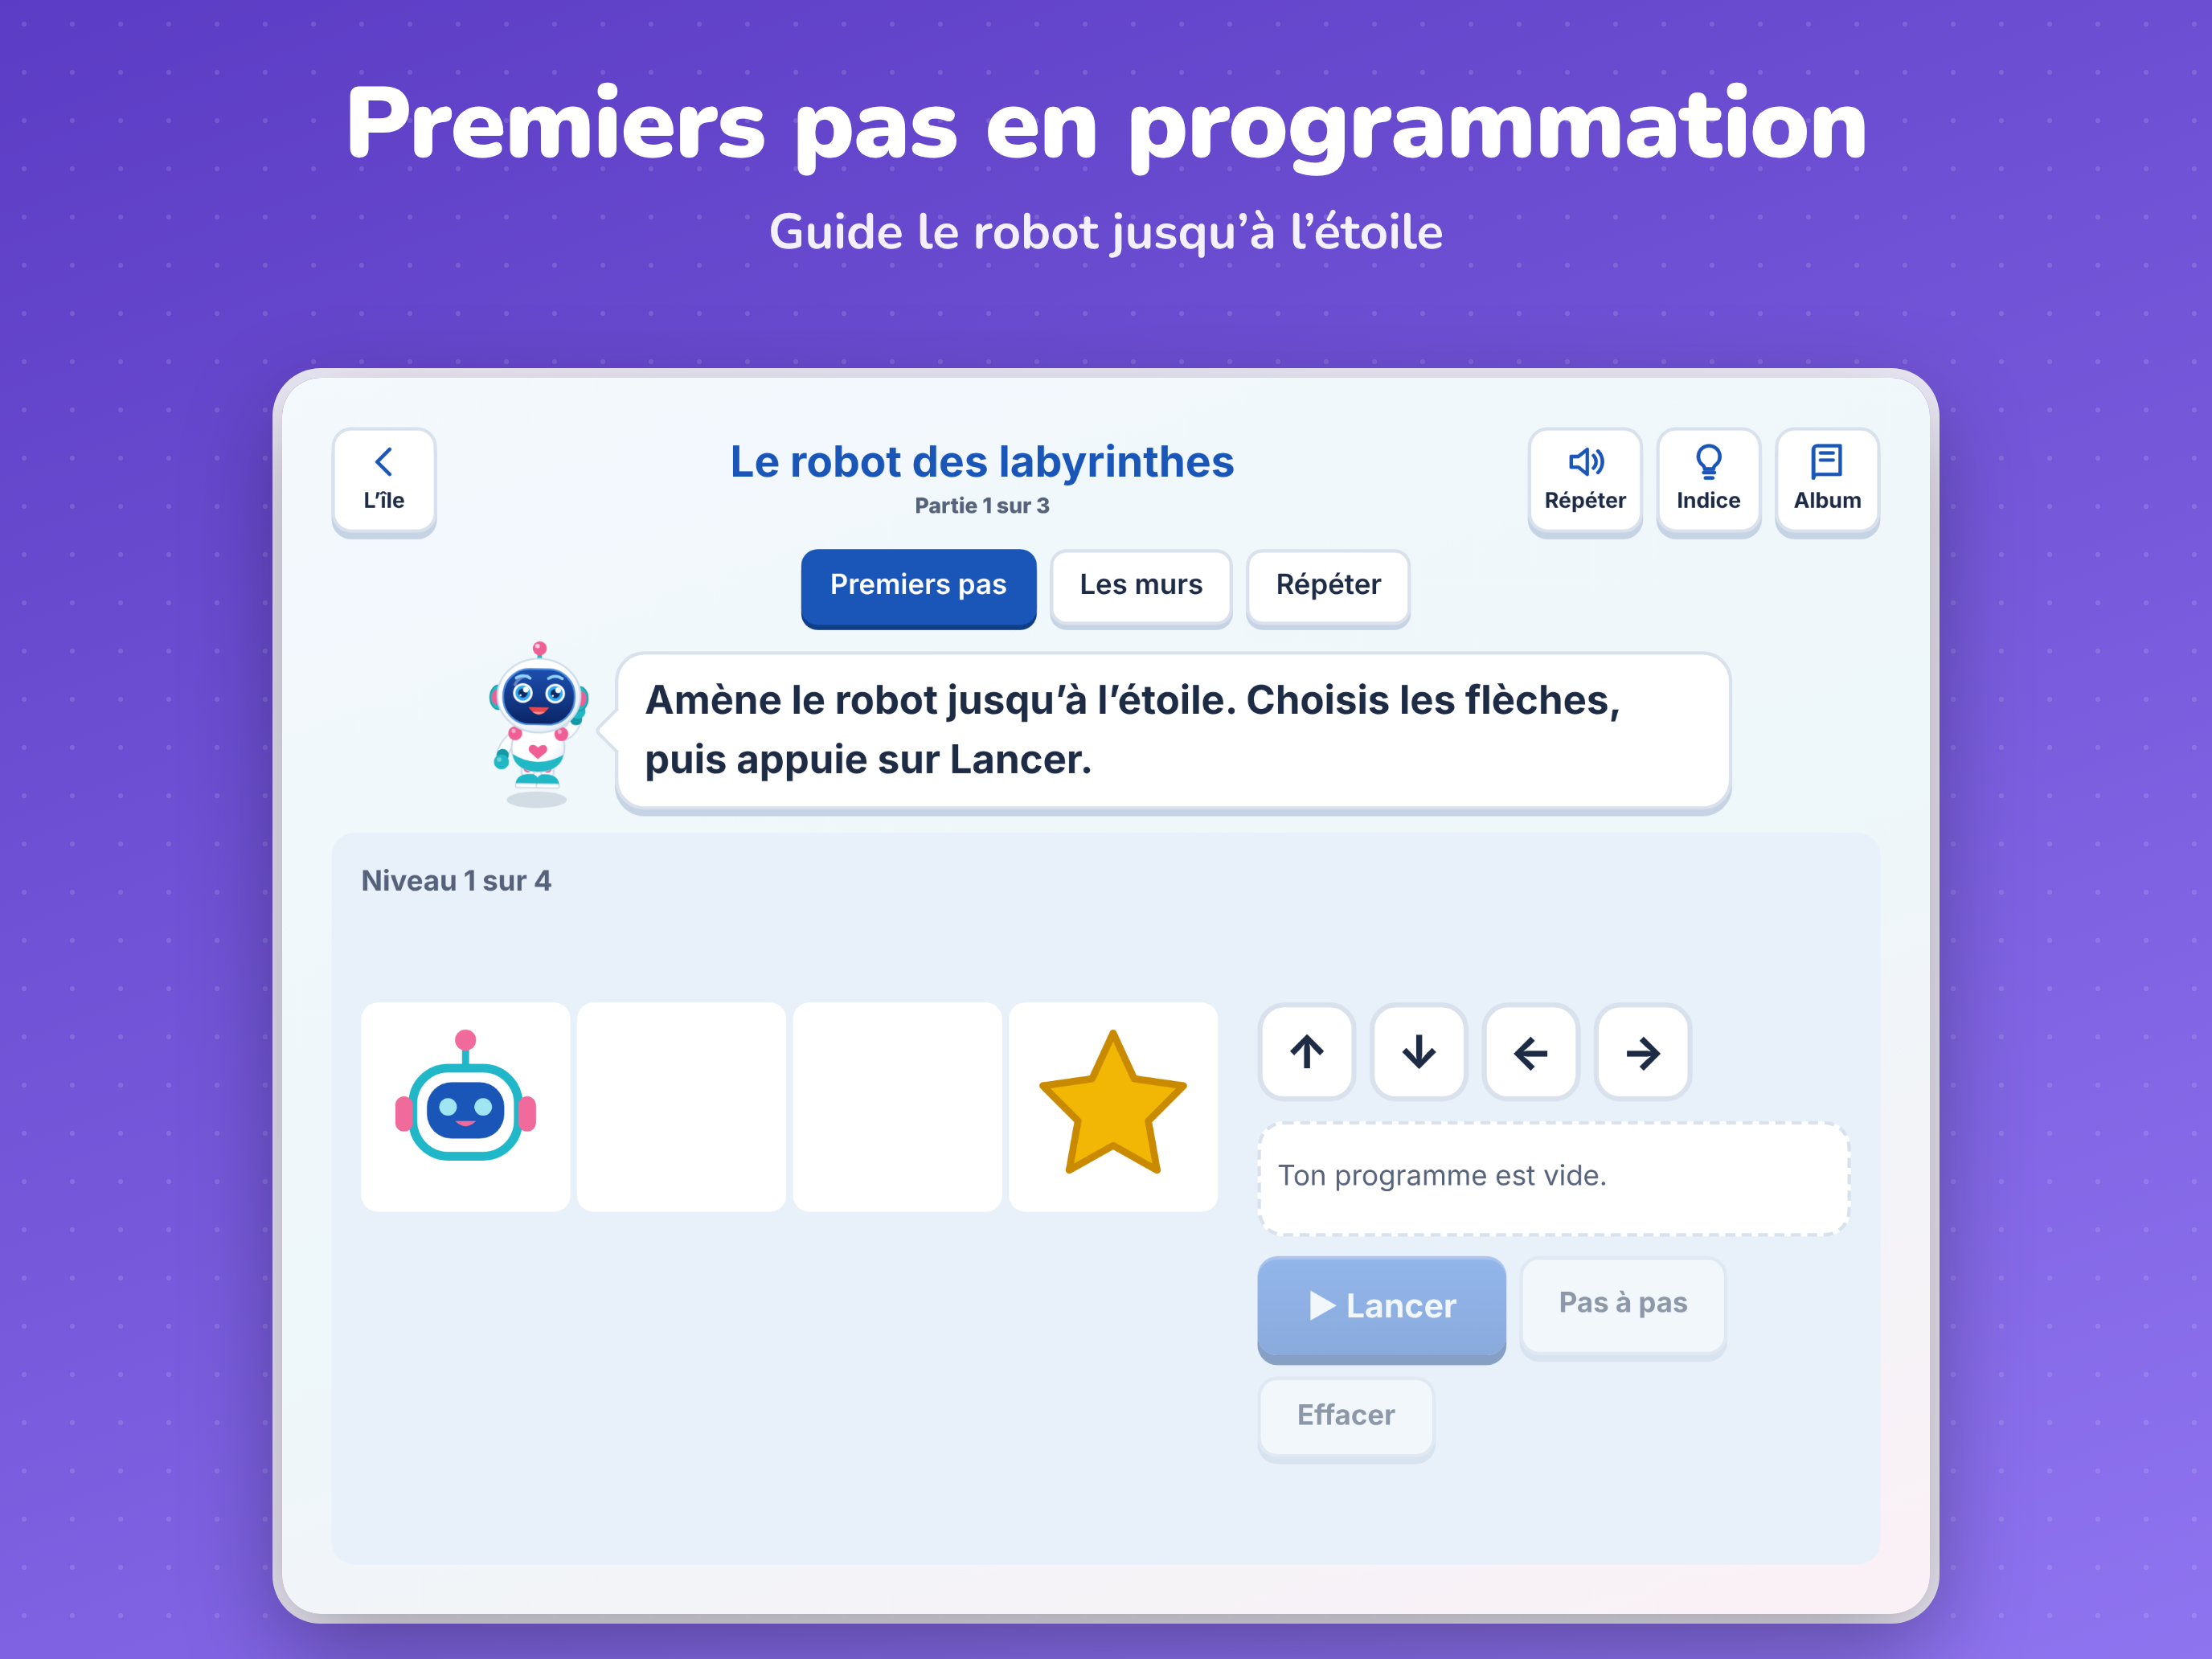 Premiers pas en programmation
Guide le robot jusqu’à l’étoile
L’île
Le robot des labyrinthes
Partie 1 sur 3
Répéter
Indice
Album
Premiers pas
Les murs
Répéter
Amène le robot jusqu’à l’étoile. Choisis les flèches,
puis appuie sur Lancer.
Niveau 1 sur 4
Ton programme est vide.
Lancer
Pas à pas
Effacer